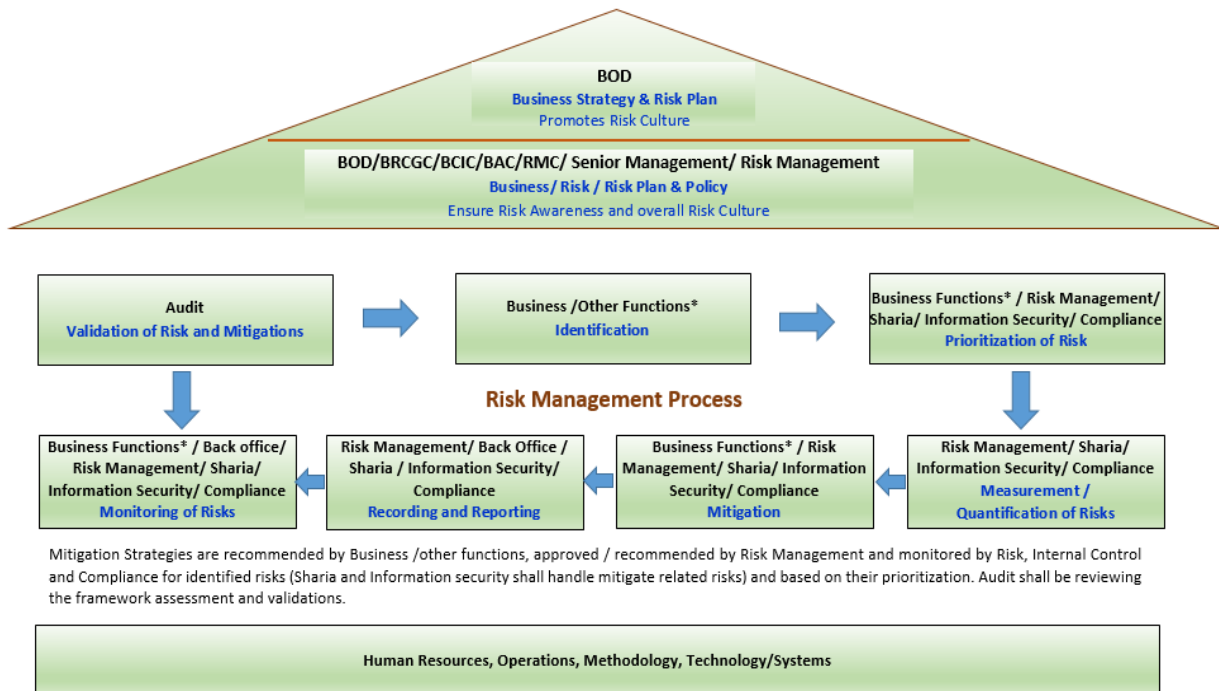 BOD
Business Strategy & Risk Plan
Promotes Risk Culture
BOD/BRCGC/BCIC/BAC/RMC/ Senior Management/ Risk Management
Business/ Risk / Risk Plan & Policy
Ensure Risk Awareness and overall Risk Culture
Audit
Validation of Risk and Mitigations
Business /Other Functions*
Identification
Business Functions* / Risk Management/
Sharia/ Information Security/ Compliance
Prioritization of Risk
Risk Management Process
Business Functions* / Back office/
Risk Management/ Sharia/
Information Security/ Compliance
Monitoring of Risks
Risk Management/ Back Office /
Sharia / Information Security/
Compliance
Recording and Reporting
Business Functions* / Risk
Management/ Sharia/ Information
Security/ Compliance
Mitigation
Risk Management/ Sharia/
Information Security/ Compliance
Measurement /
Quantification of Risks
Mitigation Strategies are recommended by Business /other functions, approved / recommended by Risk Management and monitored by Risk, Internal Control
and Compliance for identified risks (Sharia and Information security shall handle mitigate related risks) and based on their prioritization. Audit shall be reviewing
the framework assessment and validations.
Human Resources, Operations, Methodology, Technology/Systems